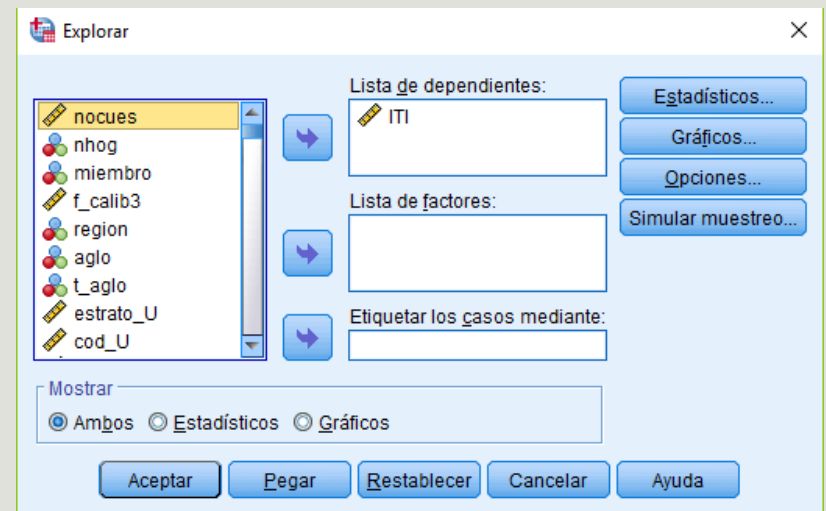 Explorar
nocues
nhog
miembro
f_calib3
region
aglo
t_aglo
estrato_U
cod_U
Lista de dependientes:
ITI
Lista de factores:
Etiquetar los casos mediante:
Estadísticos...
Gráficos...
Opciones...
Simular muestreo...
Mostrar
Ambos Estadísticos Gráficos
Aceptar Pegar Restablecer Cancelar Ayuda